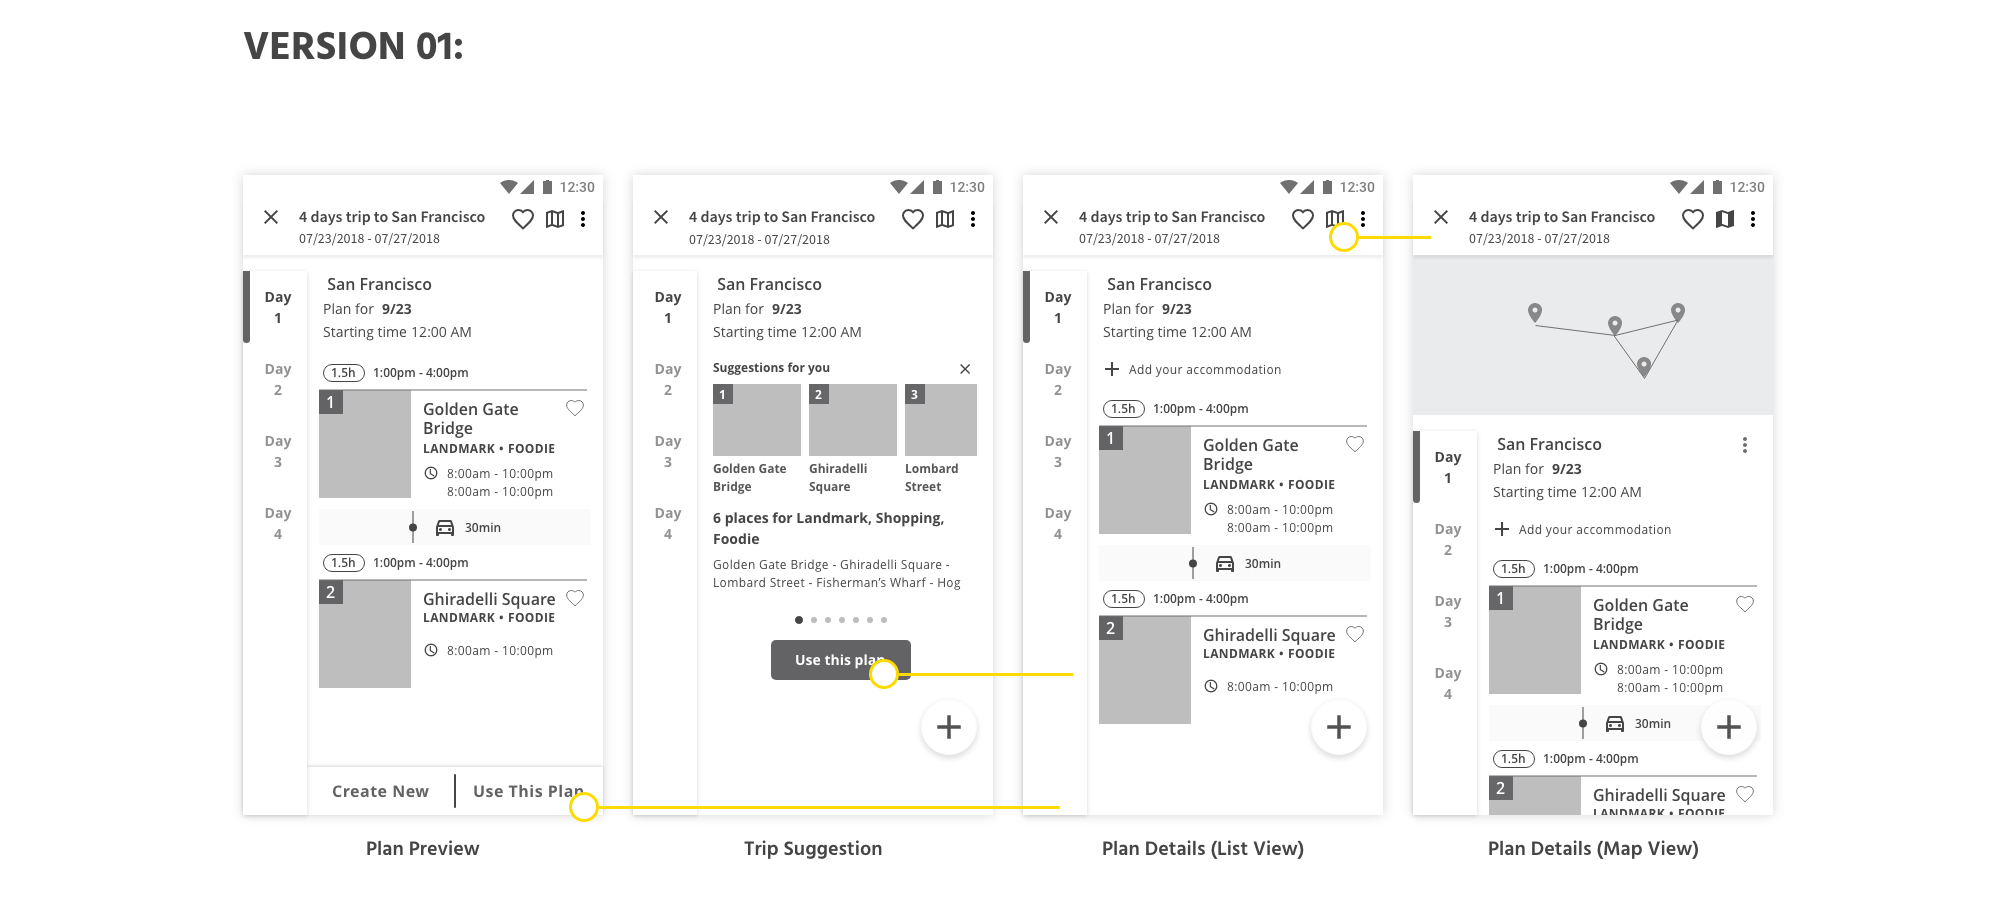 VERSION 01:
12:30
4 days trip to San Francisco
07/23/2018 - 07/27/2018
Day
1
Day
2
Day
3
Day
4
San Francisco
Plan for 9/23
Starting time 12:00 AM
1.5h 1:00pm - 4:00pm
1
Golden Gate
Bridge
LANDMARK • FOODIE
8:00am - 10:00pm
8:00am - 10:00pm
30min
1.5h 1:00pm - 4:00pm
2
Ghiradelli Square
LANDMARK • FOODIE
8:00am - 10:00pm
Create New
Use This Plan
Plan Preview
12:30
4 days trip to San Francisco
07/23/2018 - 07/27/2018
Day
1
Day
2
Day
3
Day
4
San Francisco
Plan for 9/23
Starting time 12:00 AM
Suggestions for you
1
2
3
Golden Gate
Bridge
Ghiradelli
Square
Lombard
Street
6 places for Landmark, Shopping,
Foodie
Golden Gate Bridge - Ghiradelli Square -
Lombard Street - Fisherman's Wharf - Hog
Use this plan
Trip Suggestion
12:30
4 days trip to San Francisco
07/23/2018 - 07/27/2018
Day
1
Day
2
Day
3
Day
4
San Francisco
Plan for 9/23
Starting time 12:00 AM
Add your accommodation
1.5h 1:00pm - 4:00pm
1
Golden Gate
Bridge
LANDMARK • FOODIE
8:00am - 10:00pm
8:00am - 10:00pm
30min
1.5h 1:00pm - 4:00pm
2
Ghiradelli Square
LANDMARK • FOODIE
8:00am - 10:00pm
Plan Details (List View)
12:30
4 days trip to San Francisco
07/23/2018 - 07/27/2018
Day
1
Day
2
Day
3
Day
4
San Francisco
Plan for 9/23
Starting time 12:00 AM
Add your accommodation
1.5h 1:00pm - 4:00pm
1
Golden Gate
Bridge
LANDMARK • FOODIE
8:00am - 10:00pm
8:00am - 10:00pm
30min
1.5h 1:00pm - 4:00pm
2
Ghiradelli Square
LANDMARK • FOODIE
Plan Details (Map View)